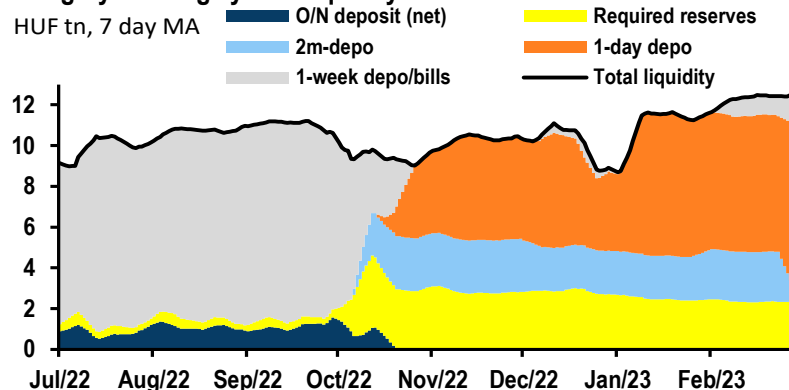 HUF tn, 7 day MA
O/N deposit (net)
Required reserves
2m-depo
1-day depo
1-week depo/bills
Total liquidity
12
10
8
6
4
2
0
Jul/22
Aug/22
Sep/22
Oct/22
Nov/22
Dec/22
Jan/23
Feb/23